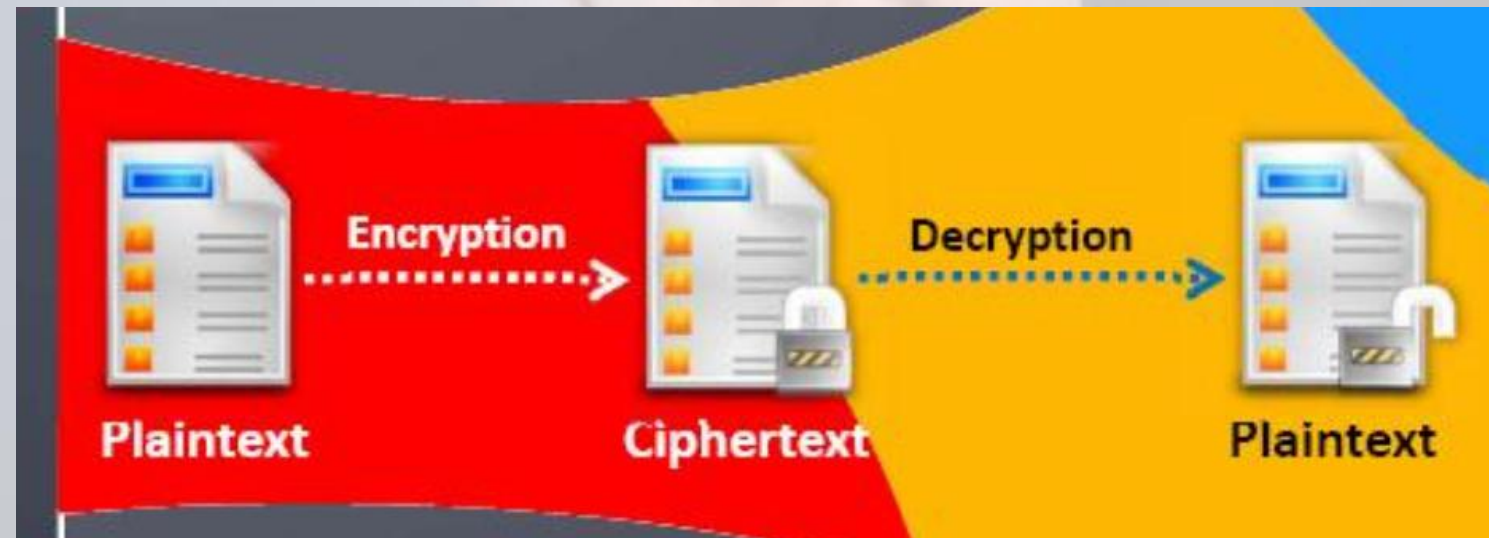 Encryption
Decryption
Plaintext
Ciphertext
Plaintext